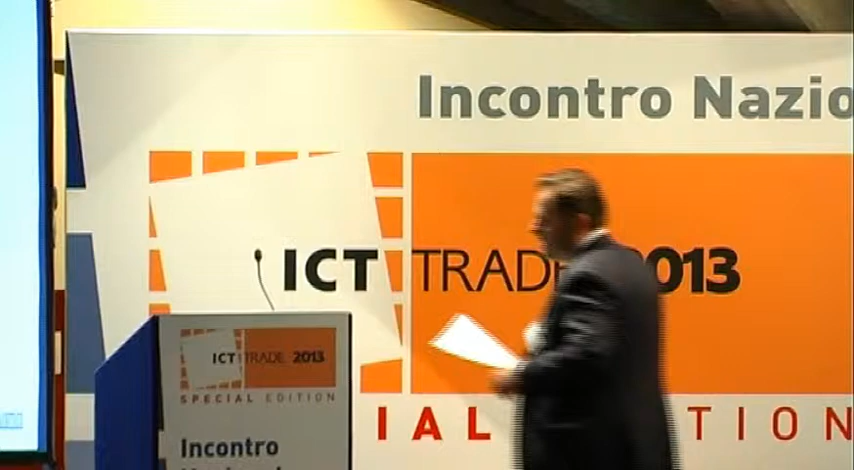 Incontro Nazio
ICT TRADE 2013
IAL TION
ICT TRADE 2013
SPECIAL EDITION
Incontro